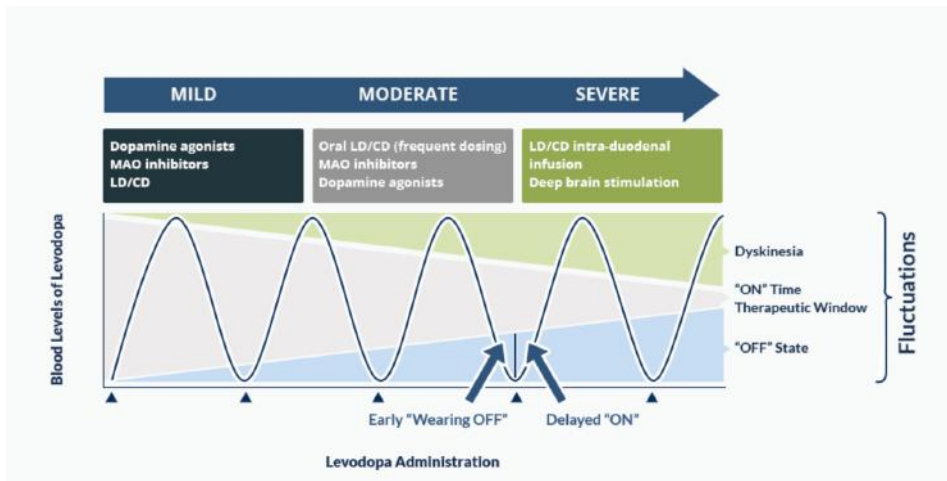 MILD
MODERATE
SEVERE
Dopamine agonists
MAO inhibitors
LD/CD
Oral LD/CD (frequent dosing)
MAO inhibitors
Dopamine agonists
LD/CD intra-duodenal
infusion
Deep brain stimulation
Blood Levels of Levodopa
Dyskinesia
"ON" Time
Therapeutic Window
"OFF" State
Fluctuations
Early "Wearing OFF"
Delayed "ON"
Levodopa Administration